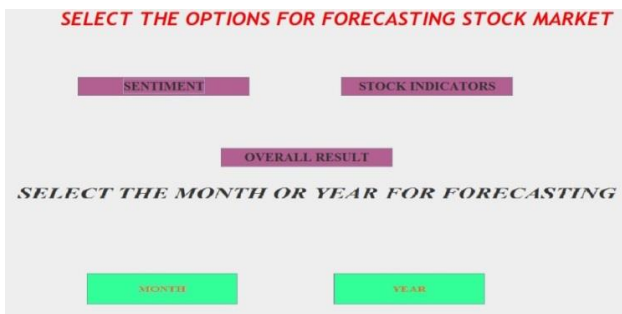 SELECT THE OPTIONS FOR FORECASTING STOCK MARKET
SENTIMENT
STOCK INDICATORS
OVERALL RESULT
SELECT THE MONTH OR YEAR FOR FORECASTING
MONTH
YEAR